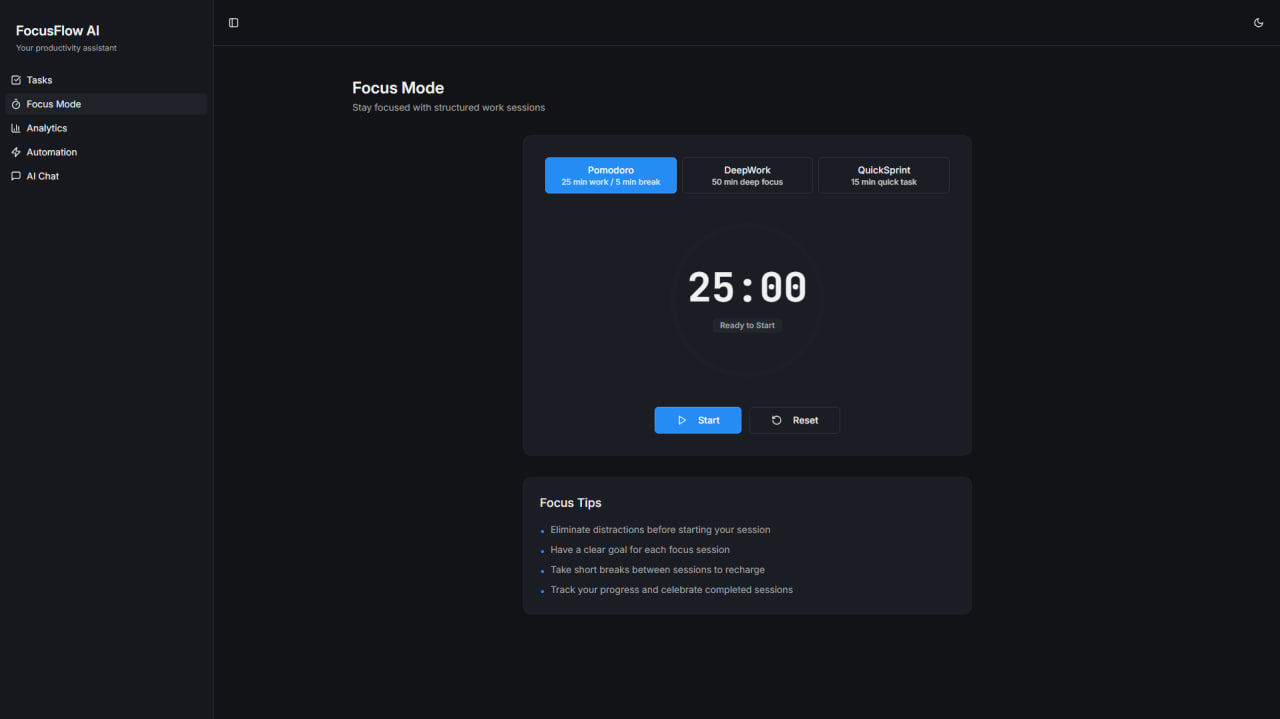 FocusFlow AI
Your productivity assistant
Tasks
Focus Mode
Analytics
Automation
AI Chat
Focus Mode
Stay focused with structured work sessions
Pomodoro
25 min work / 5 min break
DeepWork
50 min deep focus
QuickSprint
15 min quick task
25:00
Ready to Start
Start
Reset
Focus Tips
• Eliminate distractions before starting your session
• Have a clear goal for each focus session
• Take short breaks between sessions to recharge
• Track your progress and celebrate completed sessions